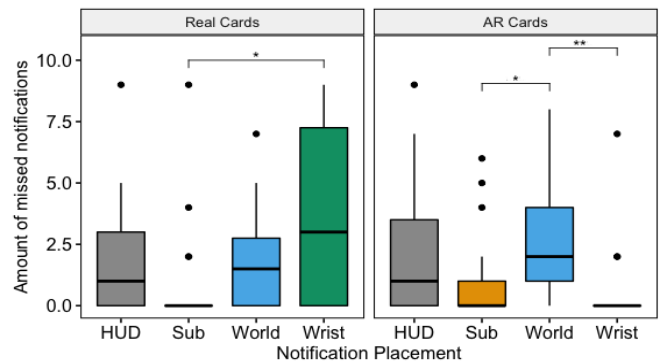 Real Cards AR Cards
* * **
10.0
7.5
5.0
2.5
0.0
Amount of missed notifications
HUD Sub World Wrist HUD Sub World Wrist
Notification Placement